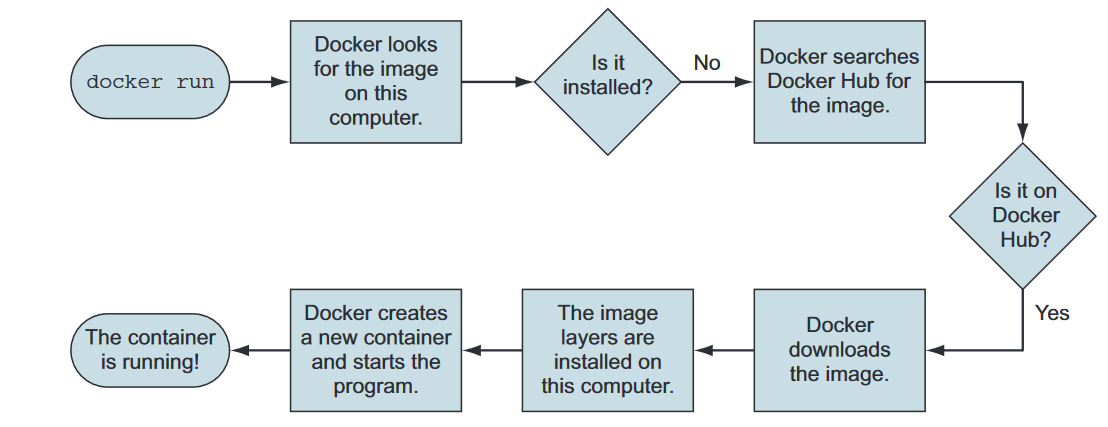 docker run
Docker looks
for the image
on this
computer.
Is it
installed?
No
Docker searches
Docker Hub for
the image.
Is it on
Docker
Hub?
Yes
Docker
downloads
the image.
The image
layers are
installed on
this computer.
Docker creates
a new container
and starts the
program.
The container
is running!